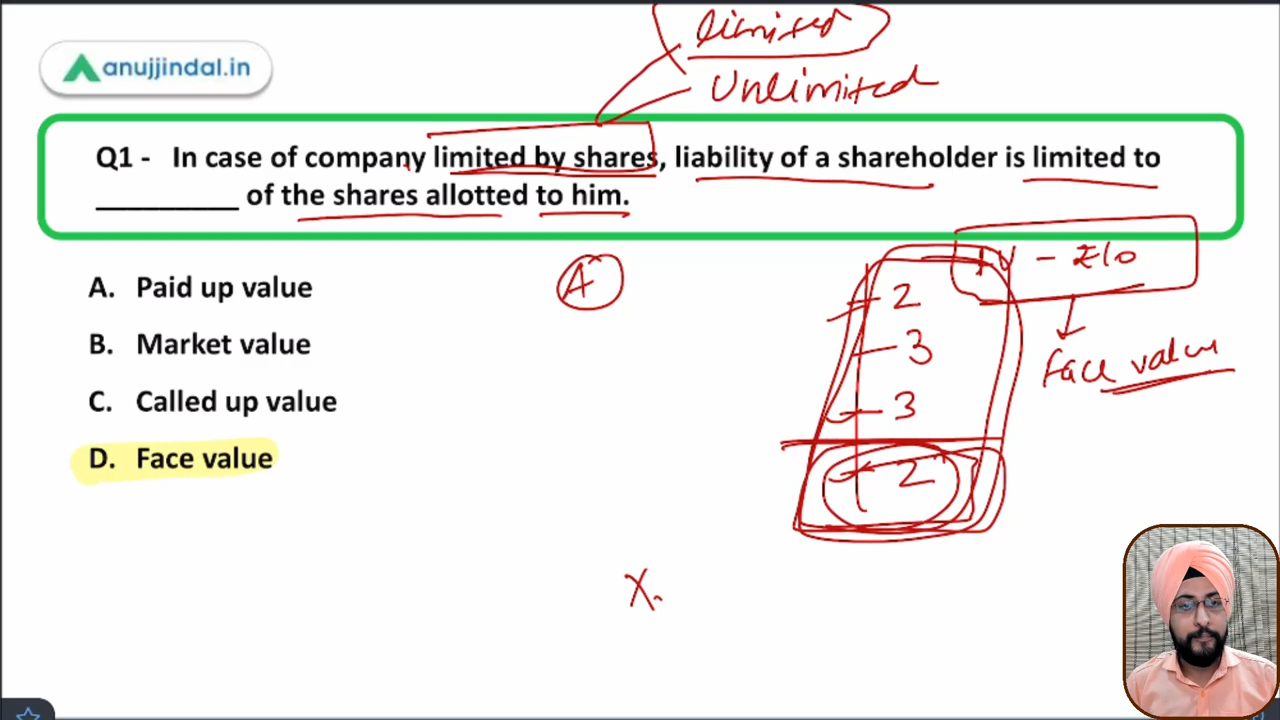 limited
Unlimited
anujjindal.in
Q1 - In case of company limited by shares, liability of a shareholder is limited to
_________ of the shares allotted to him.
A. Paid up value
B. Market value
C. Called up value
D. Face value
A
- ₹10
2
3
3
2
Face value
X